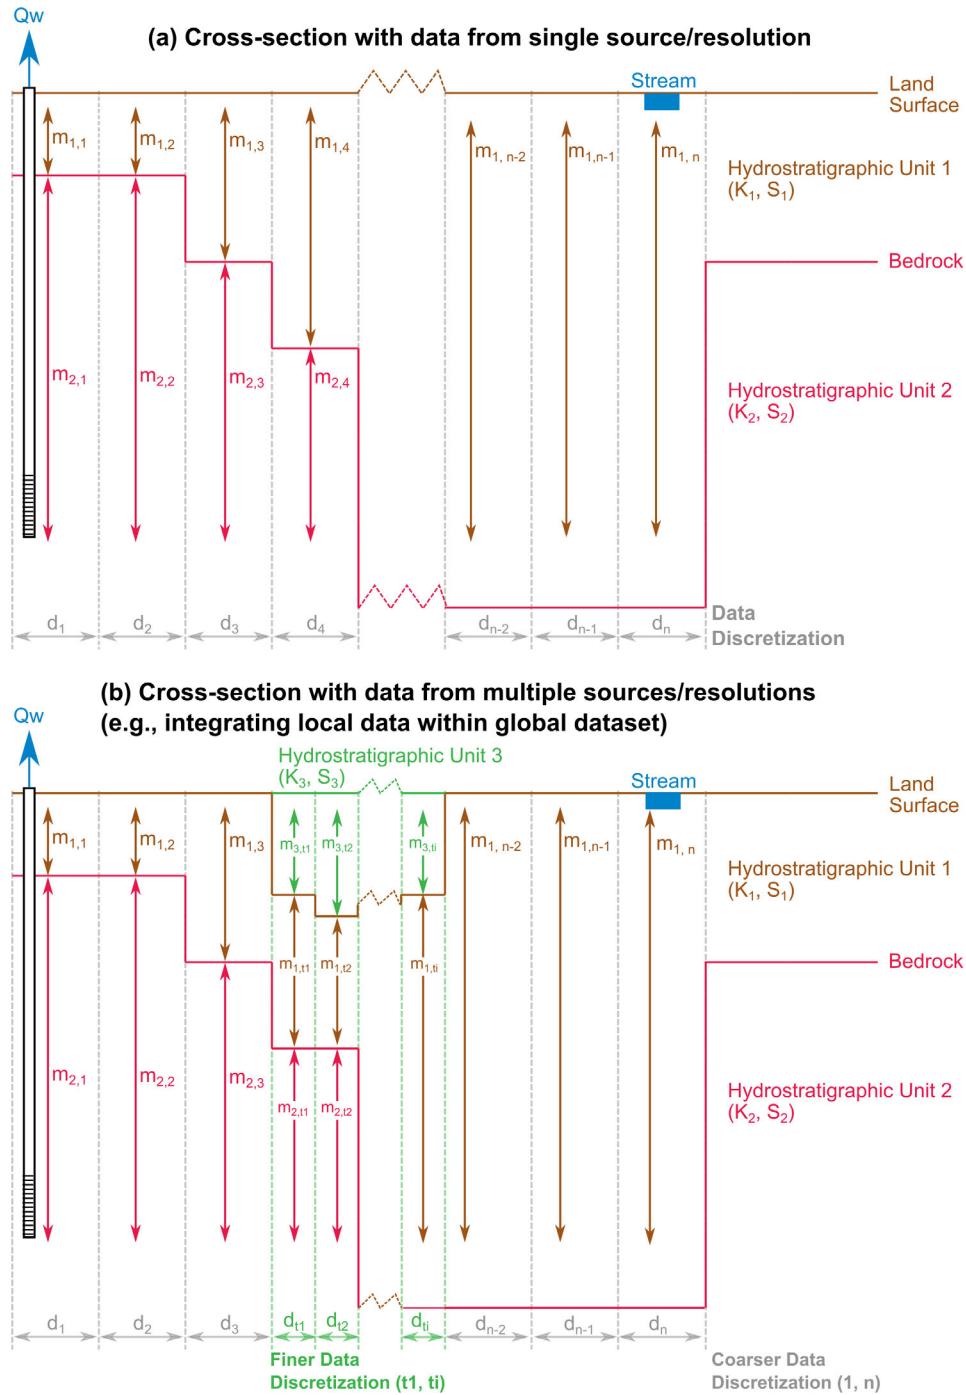 Qw
(a) Cross-section with data from single source/resolution
Stream
Land
Surface
m1,1
m1,2
m1,3
m1,4
m1, n-2
m1,n-1
m1, n
Hydrostratigraphic Unit 1
(K1, S1)
Bedrock
m2,1
m2,2
m2,3
m2,4
Hydrostratigraphic Unit 2
(K2, S2)
d1
d2
d3
d4
dn-2
dn-1
dn
Data
Discretization
(b) Cross-section with data from multiple sources/resolutions
(e.g., integrating local data within global dataset)
Qw
Hydrostratigraphic Unit 3
(K3, S3)
Stream
Land
Surface
m1,1
m1,2
m1,3
m3,t1
m3,t2
m3,ti
m1, n-2
m1,n-1
m1, n
Hydrostratigraphic Unit 1
(K1, S1)
m1,t1
m1,t2
m1,ti
Bedrock
m2,1
m2,2
m2,3
m2,t1
m2,t2
Hydrostratigraphic Unit 2
(K2, S2)
d1
d2
d3
dt1
dt2
dti
dn-2
dn-1
dn
Finer Data
Discretization (t1, ti)
Coarser Data
Discretization (1, n)